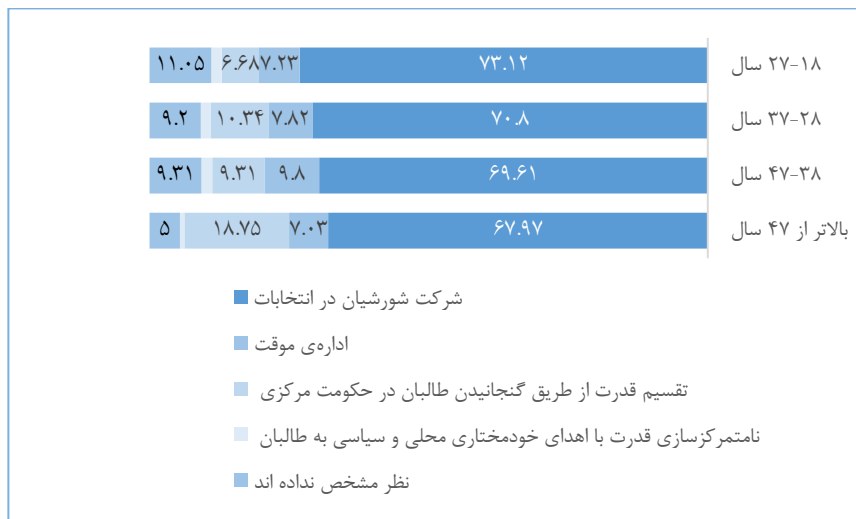 ۱۸-۲۷ سال ۷۳.۱۲ ۷.۲۳ ۶.۶۸ ۱۱.۰۵
۲۸-۳۷ سال ۷۰.۸ ۷.۸۲ ۱۰.۳۴ ۹.۲
۳۸-۴۷ سال ۶۹.۶۱ ۹.۸ ۹.۳۱ ۹.۳۱
بالاتر از ۴۷ سال ۶۷.۹۷ ۷.۰۳ ۱۸.۷۵ ۵
شرکت شورشیان در انتخابات
اداره‌ی موقت
تقسیم قدرت از طریق گنجانیدن طالبان در حکومت مرکزی
نامتمرکزسازی قدرت با اهدای خودمختاری محلی و سیاسی به طالبان
نظر مشخص نداده اند